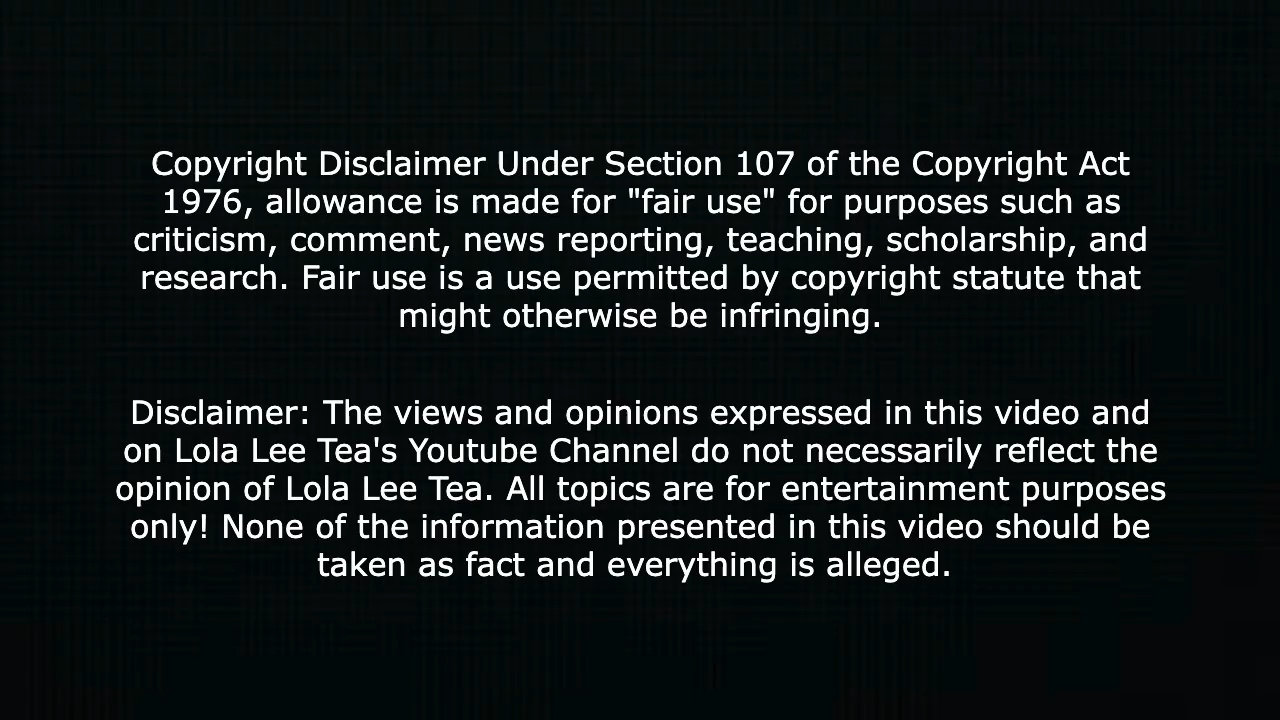 Copyright Disclaimer Under Section 107 of the Copyright Act
1976, allowance is made for "fair use" for purposes such as
criticism, comment, news reporting, teaching, scholarship, and
research. Fair use is a use permitted by copyright statute that
might otherwise be infringing.
Disclaimer: The views and opinions expressed in this video and
on Lola Lee Tea's Youtube Channel do not necessarily reflect the
opinion of Lola Lee Tea. All topics are for entertainment purposes
only! None of the information presented in this video should be
taken as fact and everything is alleged.